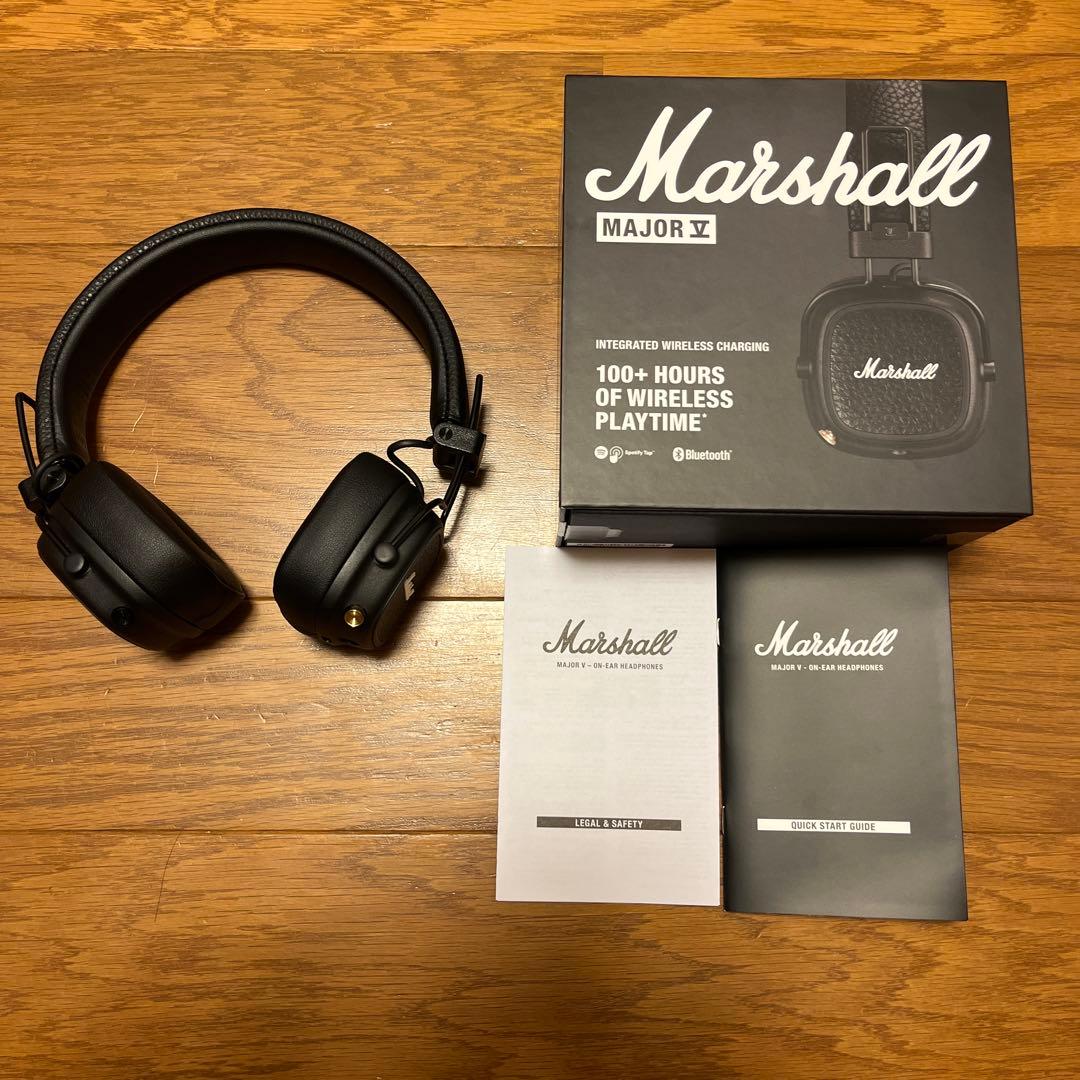 Marshall
MAJOR V
INTEGRATED WIRELESS CHARGING
100+ HOURS
OF WIRELESS
PLAYTIME*
Spotify Tap™
Bluetooth®
Marshall
Marshall
MAJOR V – ON-EAR HEADPHONES
LEGAL & SAFETY
Marshall
MAJOR V - ON-EAR HEADPHONES
QUICK START GUIDE